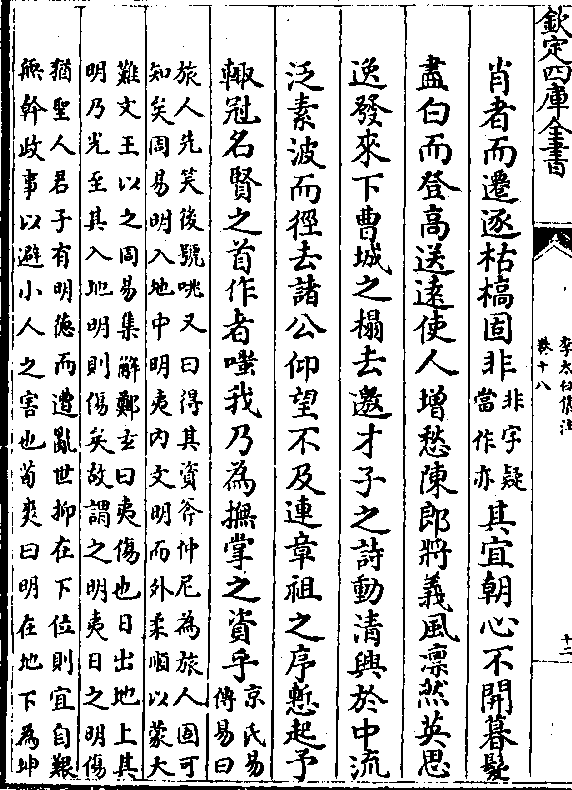 欽定四庫全書
李太白集注
卷十八
十二
肖者而遷逐枯槁固非非字疑當作亦其宜朝心不開暮髮
盡白而登高送逺使人增愁陳郎將義風凛然英思
逸發來下曹城之榻去邀才子之詩動清興於中流
泛素波而徑去諸公仰望不及連章祖之序慙起予
輙冠名賢之首作者嗤我乃為撫掌之資乎京氏易傳易曰
旅人先笑後號咷又曰得其資斧仲尼為旅人固可
知矣周易明入地中明夷内文明而外柔順以蒙大
難文王以之周易集解鄭𤣥曰夷傷也日出地上其
明乃光至其入地明則傷矣故謂之明夷日之明傷
猶聖人君子有明徳而遭亂世抑在下位則宜自艱
無幹政事以避小人之害也荀爽曰明在地下為坤